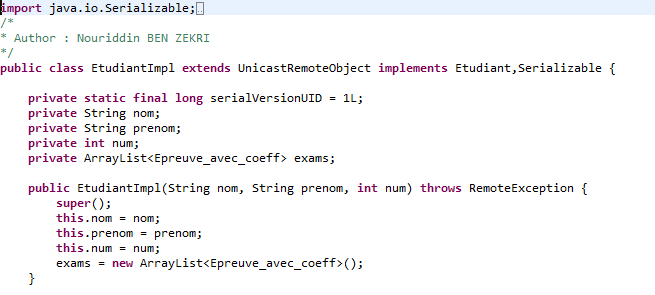 import java.io.Serializable;
/*
* Author : Nouriddin BEN ZEKRI
*/
public class EtudiantImpl extends UnicastRemoteObject implements Etudiant,Serializable {
private static final long serialVersionUID = 1L;
private String nom;
private String prenom;
private int num;
private ArrayList<Epreuve_avec_coeff> exams;
public EtudiantImpl(String nom, String prenom, int num) throws RemoteException {
super();
this.nom = nom;
this.prenom = prenom;
this.num = num;
exams = new ArrayList<Epreuve_avec_coeff>();
}